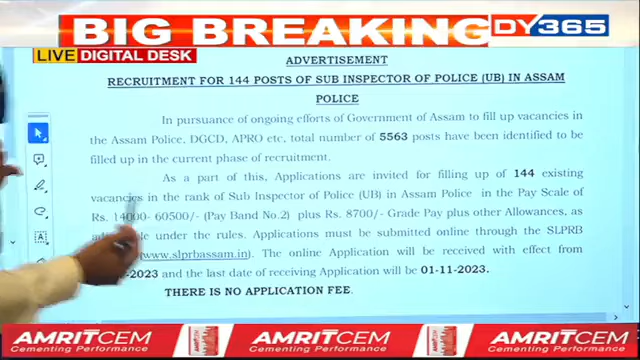 BIG BREAKING
DY365
LIVE DIGITAL DESK
ADVERTISEMENT
RECRUITMENT FOR 144 POSTS OF SUB INSPECTOR OF POLICE (UB) IN ASSAM
POLICE
In pursuance of ongoing efforts of Government of Assam to fill up vacancies
in the Assam Police, DGCD, APRO etc, total number of 5563 posts have been identified to be
filled up in the current phase of recruitment.
As a part of this, Applications are invited for filling up of 144 existing
vacancies in the rank of Sub Inspector of Police (UB) in Assam Police in the Pay Scale of
Rs. 14000- 60500/- (Pay Band No.2) plus Rs. 8700/- Grade Pay plus other Allowances, as
under the rules. Applications must be submitted online through the SLPRB
(www.slprbassam.in). The online Application will be received with effect from
-2023 and the last date of receiving Application will be 01-11-2023.
THERE IS NO APPLICATION FEE.
AMRITCEM
Cementing Performance
AMRITCEM
Cementing Performance
AMRITCEM
Cementing Performance